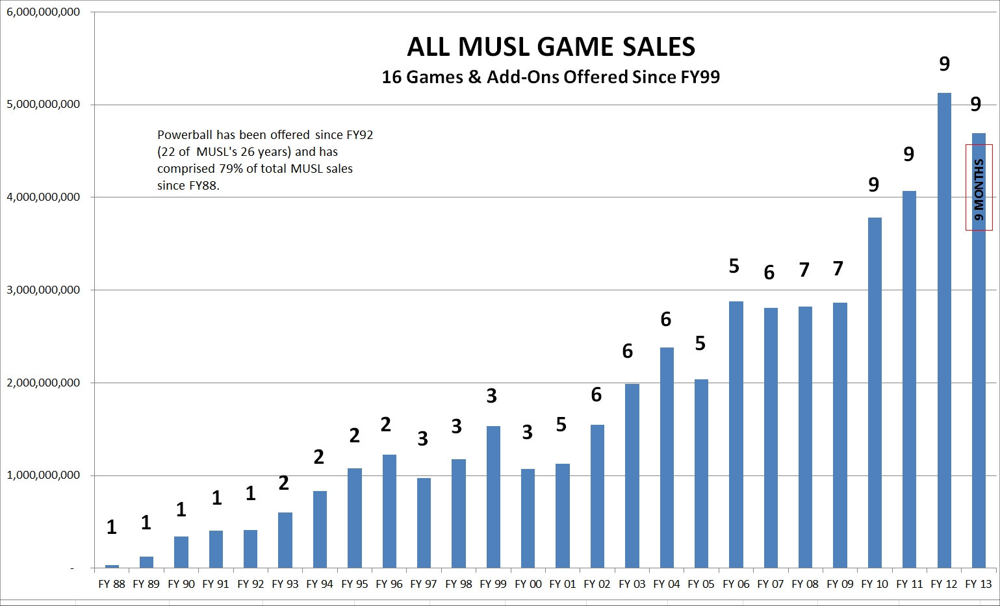 ALL MUSL GAME SALES
16 Games & Add-Ons Offered Since FY99
Powerball has been offered since FY92
(22 of MUSL's 26 years) and has
comprised 79% of total MUSL sales
since FY88.
6,000,000,000
5,000,000,000
4,000,000,000
3,000,000,000
2,000,000,000
1,000,000,000
-
1
1
1
1
1
2
2
2
2
3
3
3
3
5
6
6
6
5
5
6
7
7
9
9
9
9
9 MONTHS
FY 88
FY 89
FY 90
FY 91
FY 92
FY 93
FY 94
FY 95
FY 96
FY 97
FY 98
FY 99
FY 00
FY 01
FY 02
FY 03
FY 04
FY 05
FY 06
FY 07
FY 08
FY 09
FY 10
FY 11
FY 12
FY 13